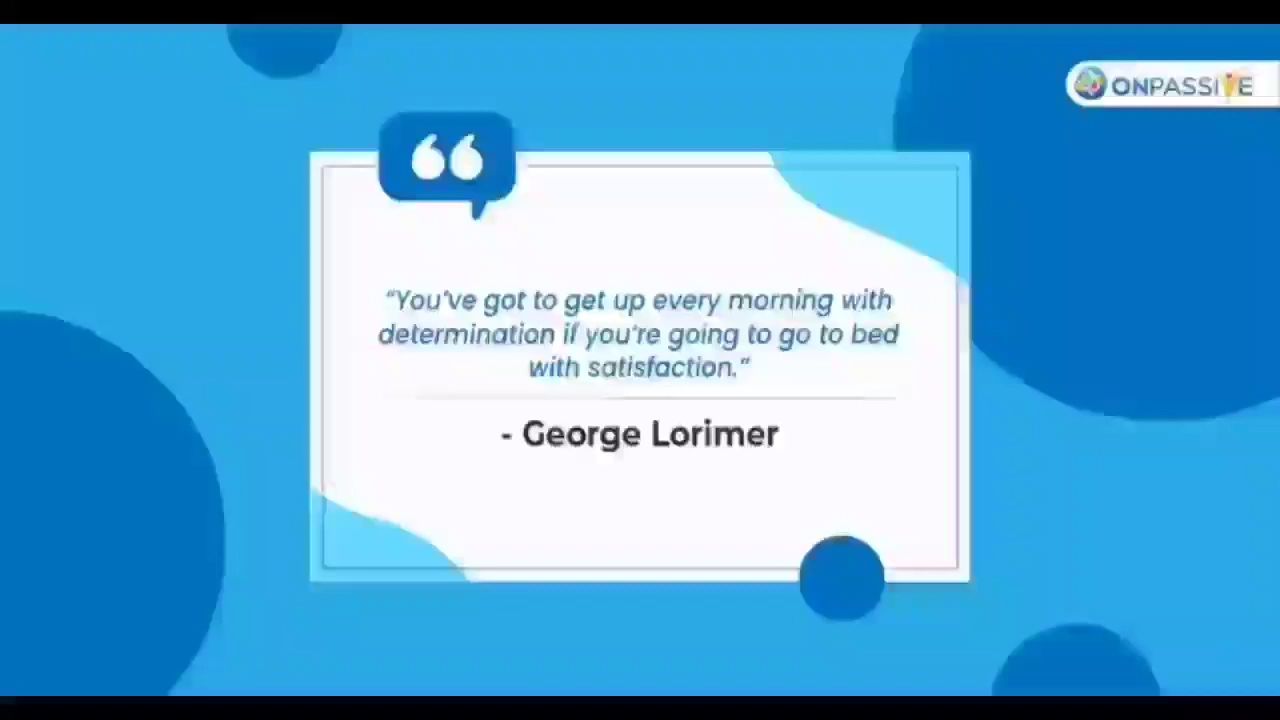 ONPASSIVE
“You’ve got to get up every morning with
determination if you’re going to go to bed
with satisfaction.”
- George Lorimer